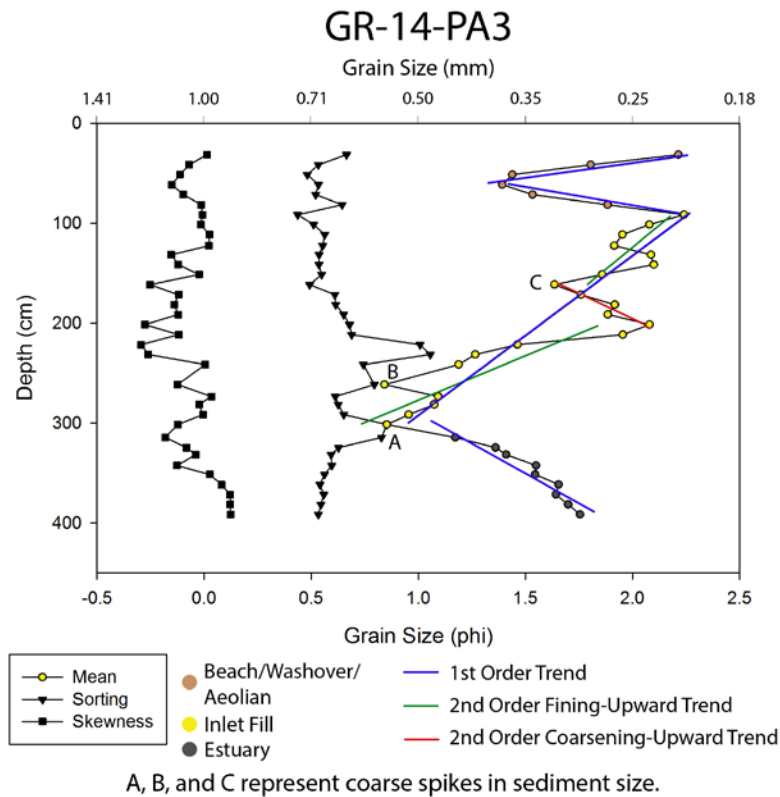 GR-14-PA3
Grain Size (mm)
1.41 1.00 0.71 0.50 0.35 0.25 0.18
Depth (cm)
0
100
200
300
400
C
B
A
-0.5 0.0 0.5 1.0 1.5 2.0 2.5
Grain Size (phi)
Mean
Sorting
Skewness
Beach/Washover/
Aeolian
Inlet Fill
Estuary
1st Order Trend
2nd Order Fining-Upward Trend
2nd Order Coarsening-Upward Trend
A, B, and C represent coarse spikes in sediment size.